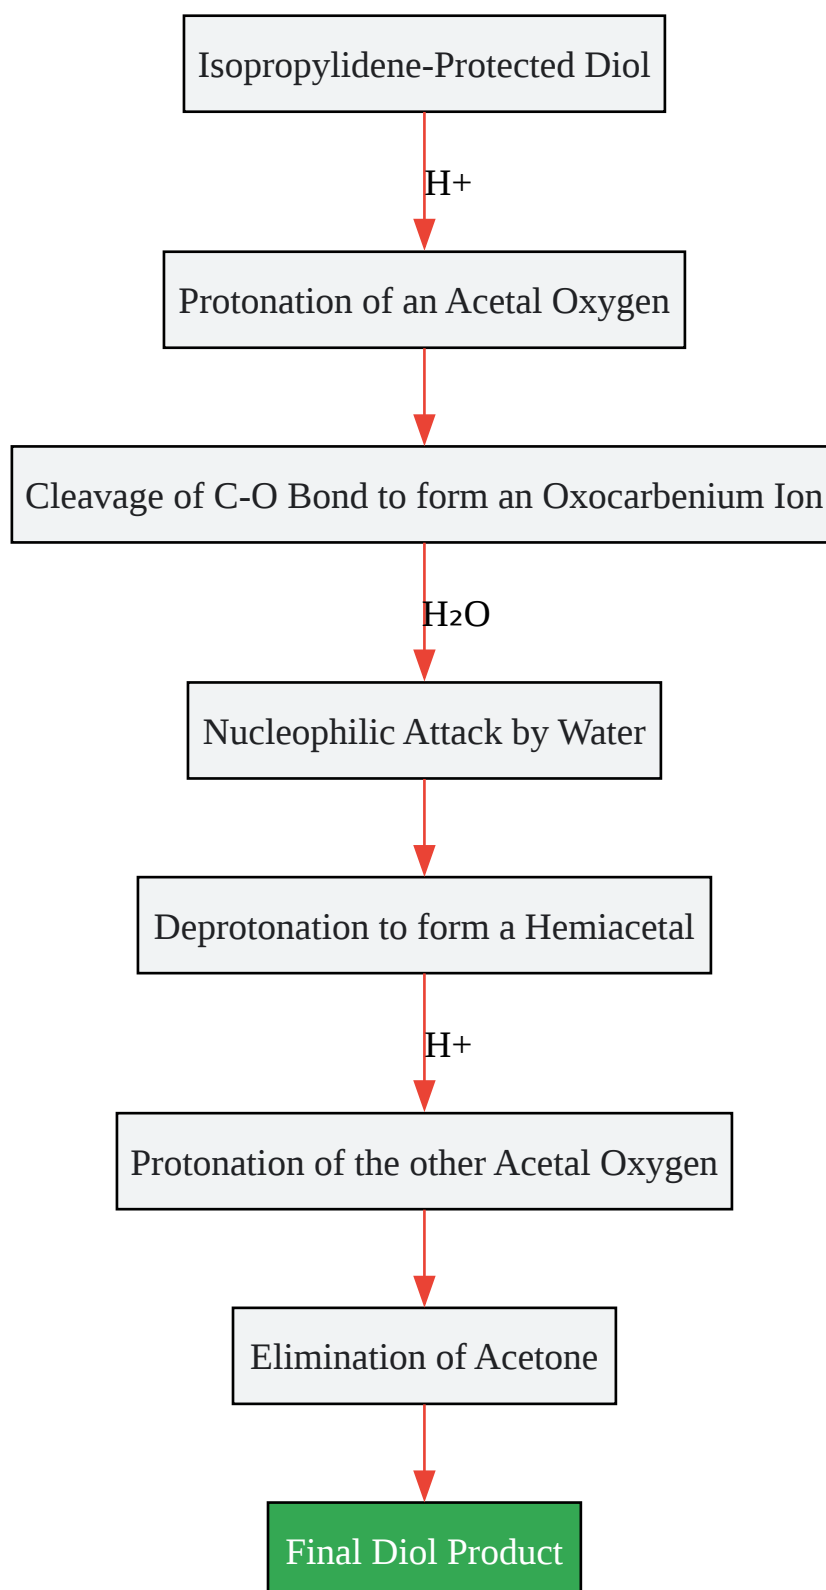 Isopropylidene-Protected Diol
H+
Protonation of an Acetal Oxygen
Cleavage of C-O Bond to form an Oxocarbenium Ion
H₂O
Nucleophilic Attack by Water
Deprotonation to form a Hemiacetal
H+
Protonation of the other Acetal Oxygen
Elimination of Acetone
Final Diol Product